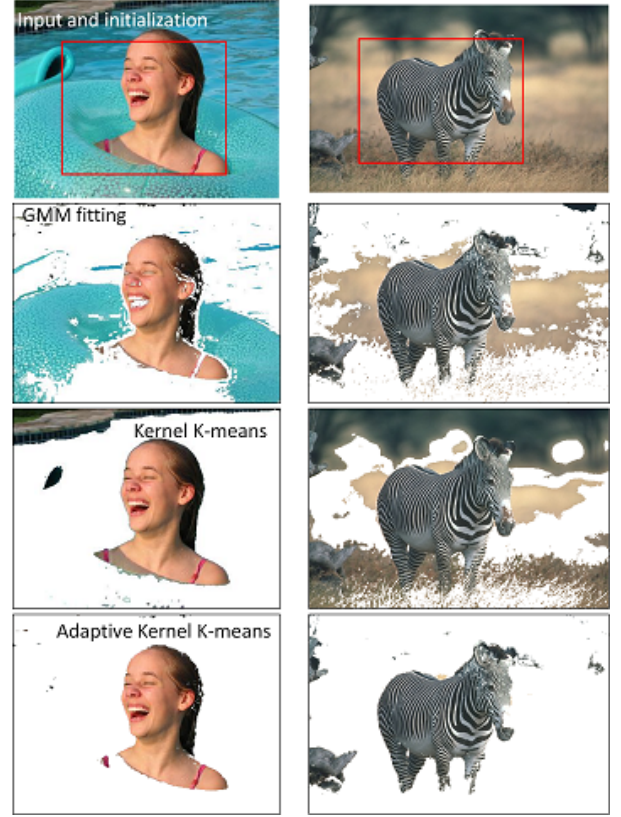 Input and initialization
GMM fitting
Kernel K-means
Adaptive Kernel K-means